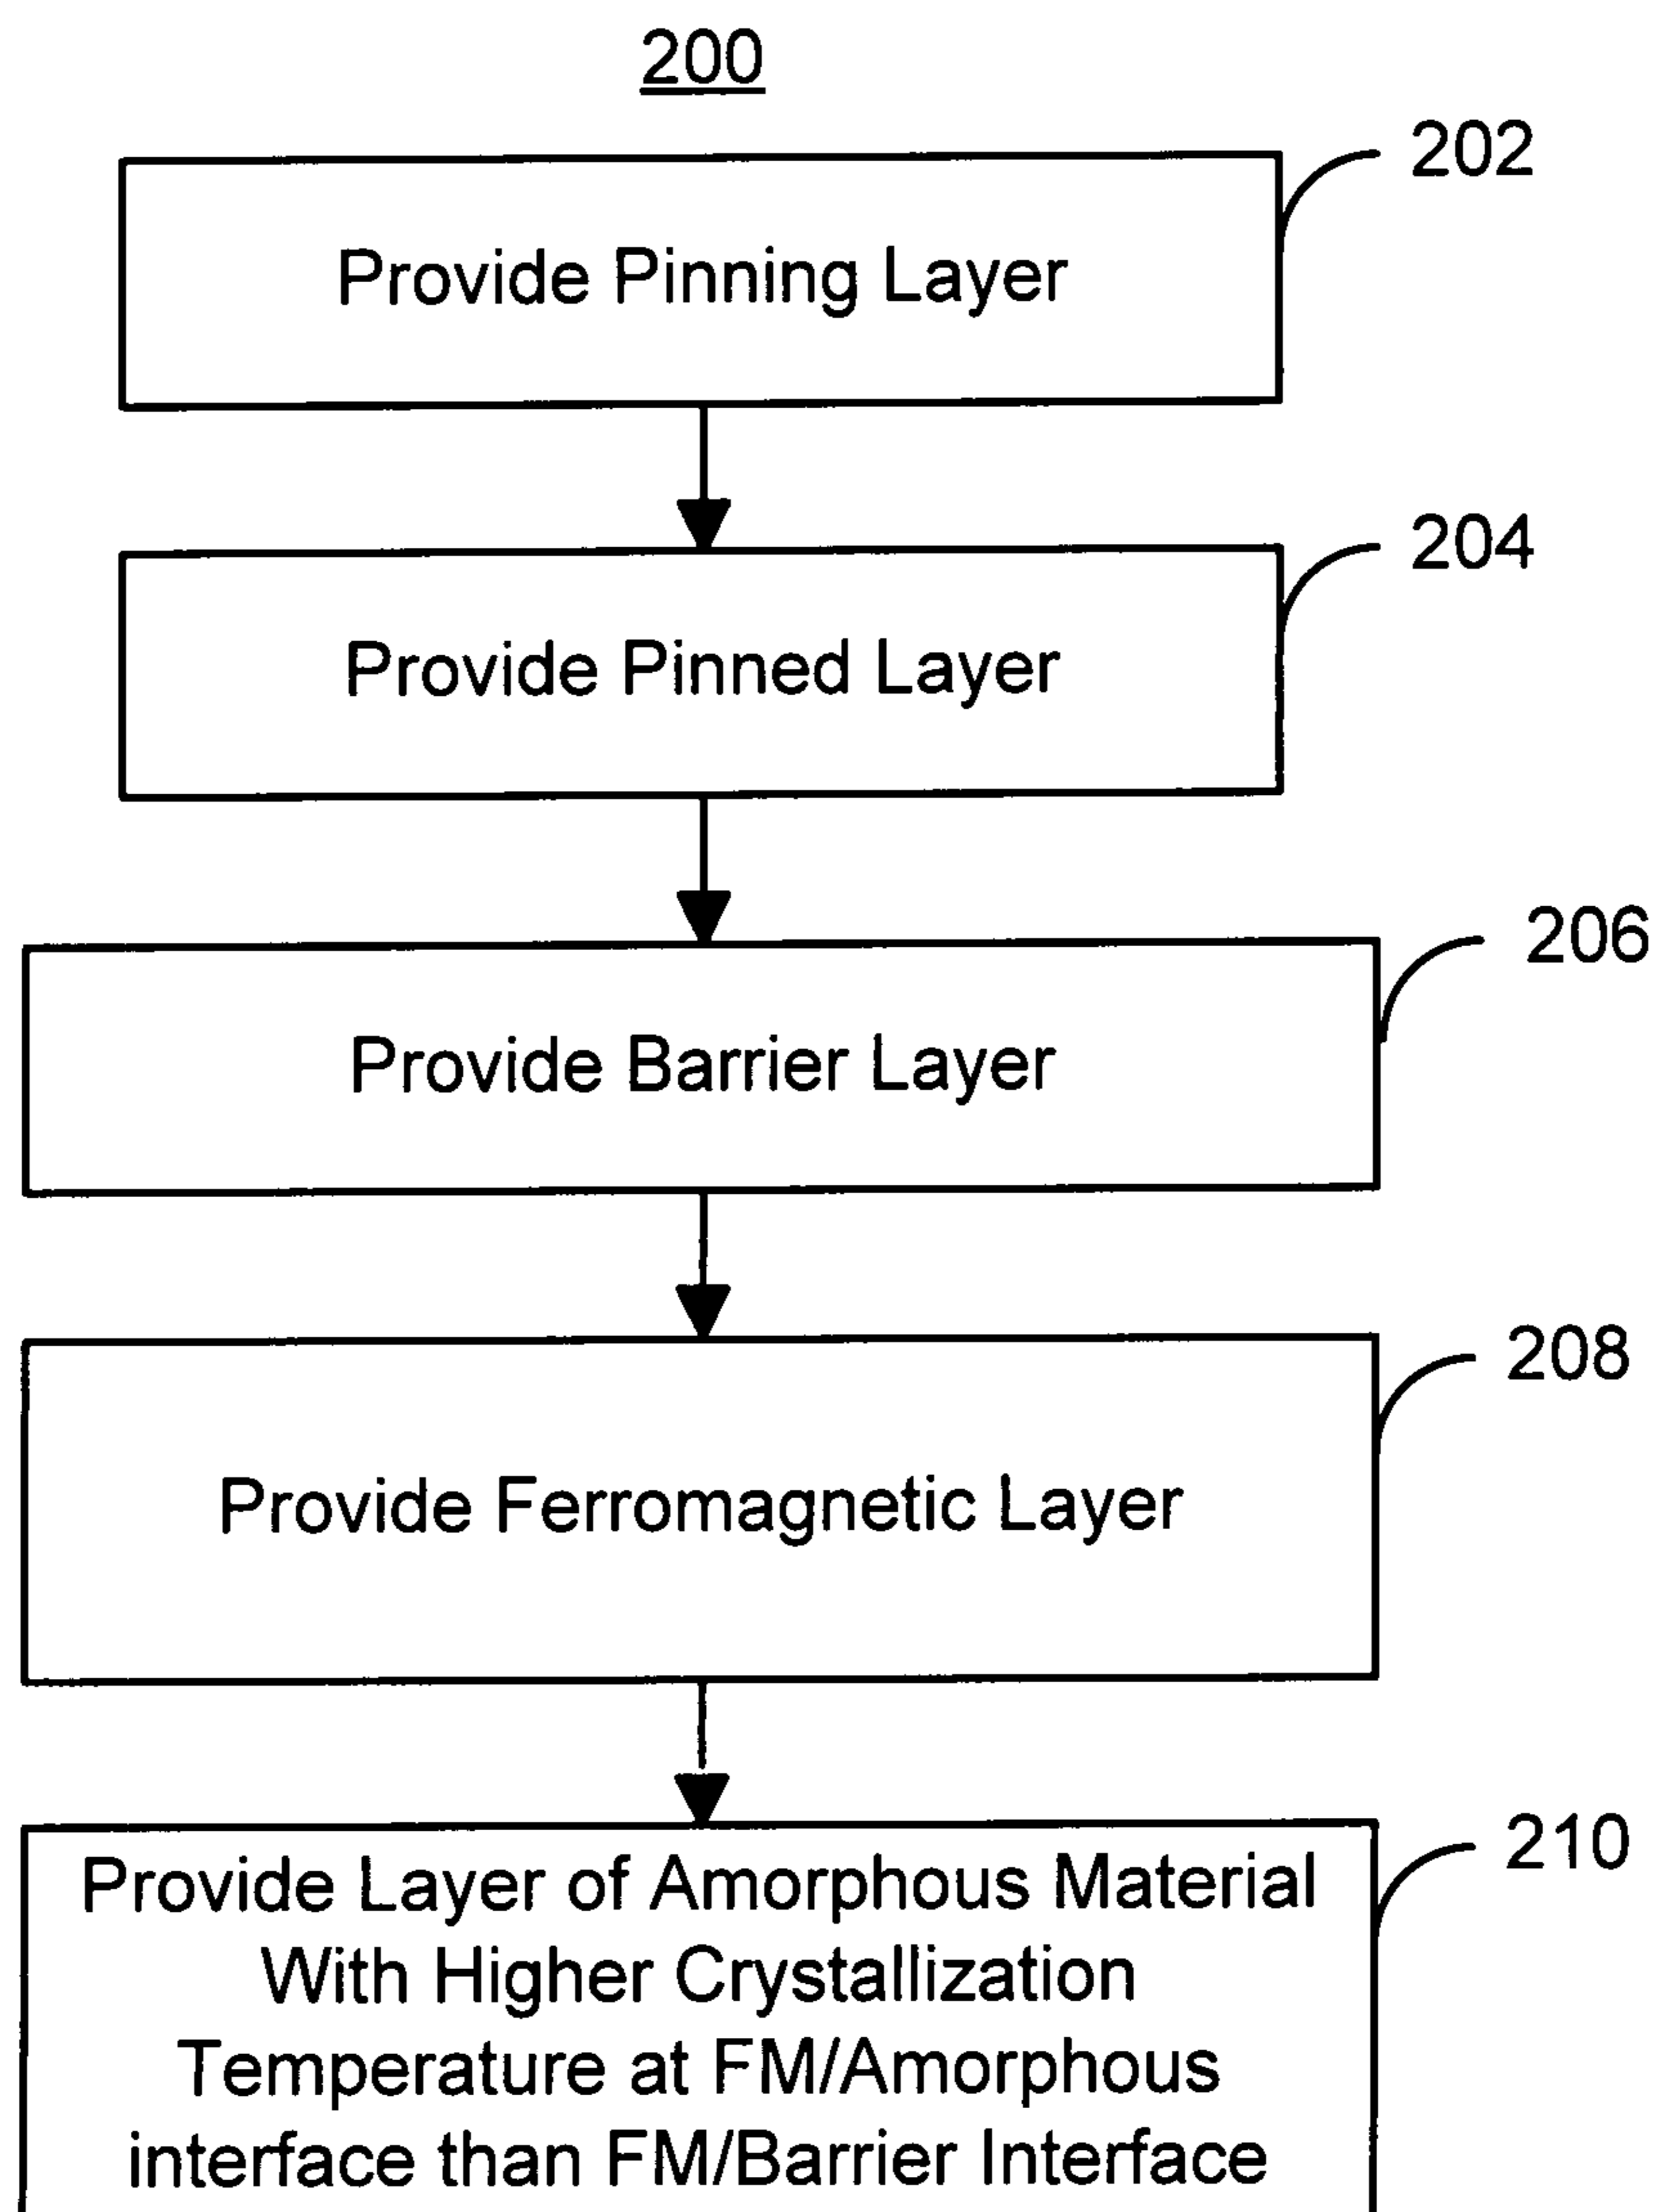 200
202
Provide Pinning Layer
204
Provide Pinned Layer
206
Provide Barrier Layer
208
Provide Ferromagnetic Layer
210
Provide Layer of Amorphous Material
With Higher Crystallization
Temperature at FM/Amorphous
interface than FM/Barrier Interface